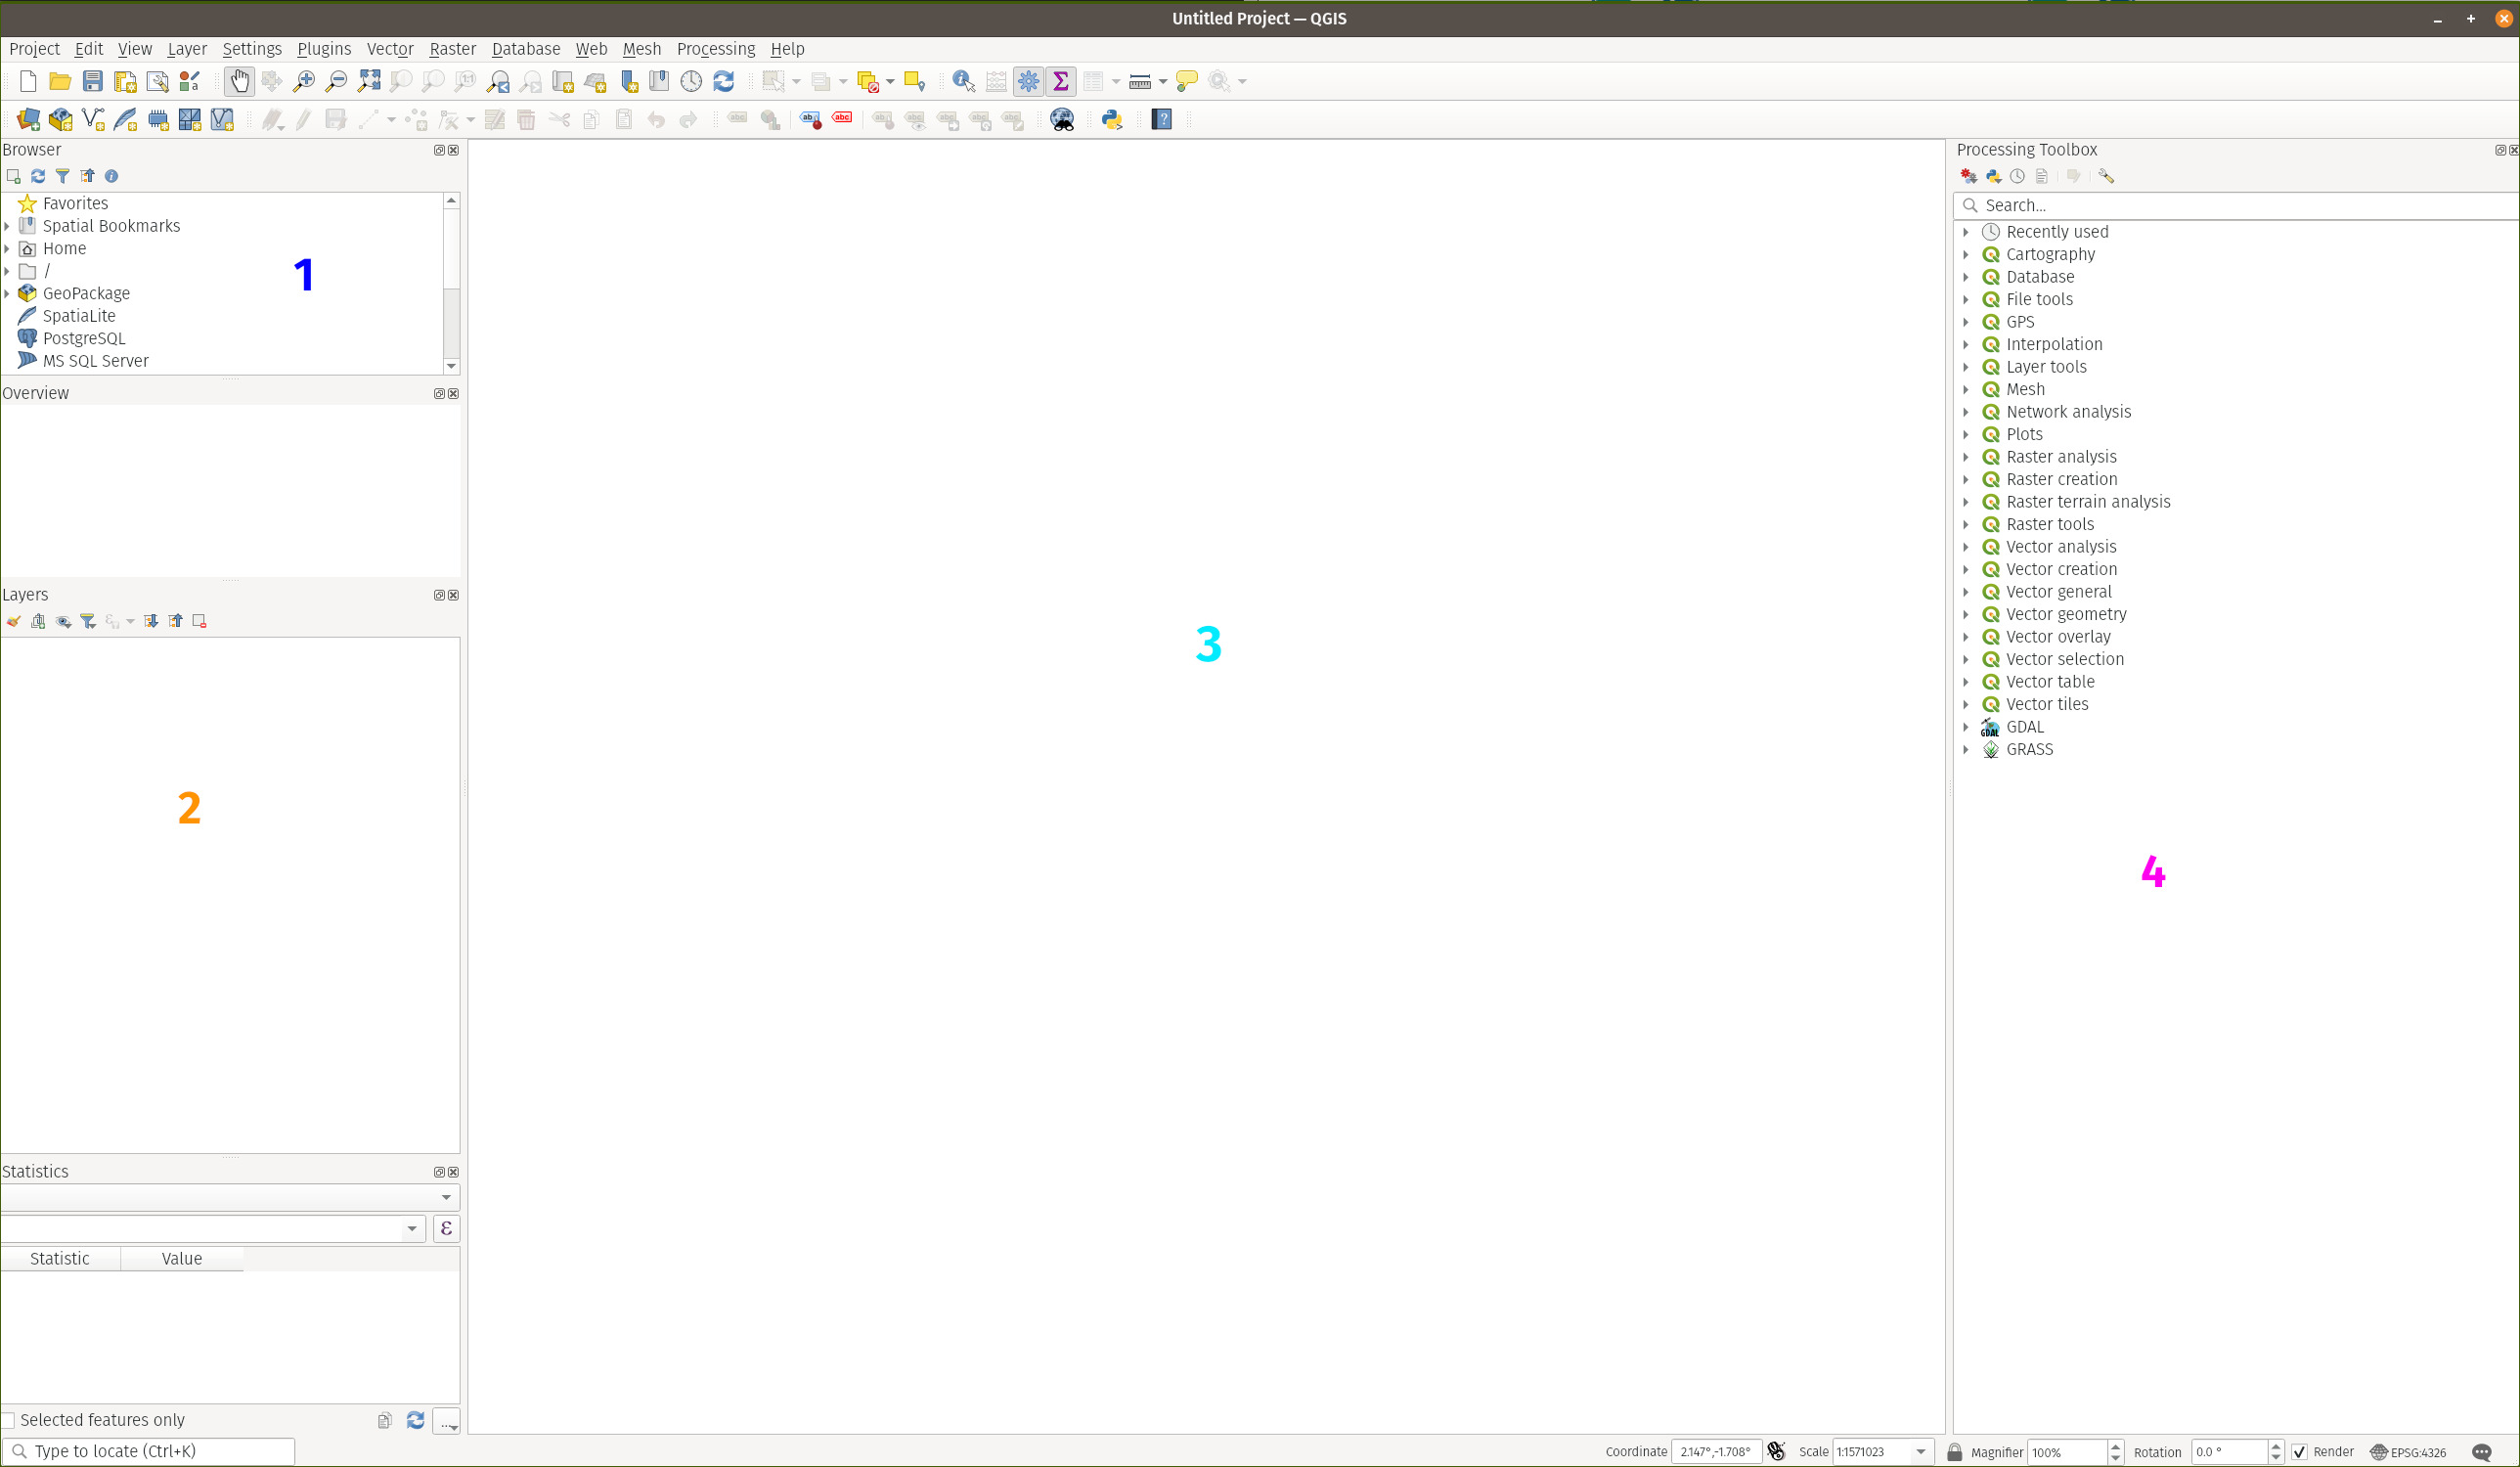 Untitled Project — QGIS
Project Edit View Layer Settings Plugins Vector Raster Database Web Mesh Processing Help
Browser
Favorites
Spatial Bookmarks
Home
/
GeoPackage
SpatiaLite
PostgreSQL
MS SQL Server
1
Overview
Layers
2
Statistics
ε
Statistic Value
Selected features only
...
Type to locate (Ctrl+K)
3
Processing Toolbox
Search...
Recently used
Cartography
Database
File tools
GPS
Interpolation
Layer tools
Mesh
Network analysis
Plots
Raster analysis
Raster creation
Raster terrain analysis
Raster tools
Vector analysis
Vector creation
Vector general
Vector geometry
Vector overlay
Vector selection
Vector table
Vector tiles
GDAL
GRASS
4
Coordinate 2.147°,-1.708° Scale 1:1571023 Magnifier 100% Rotation 0.0 ° Render EPSG:4326